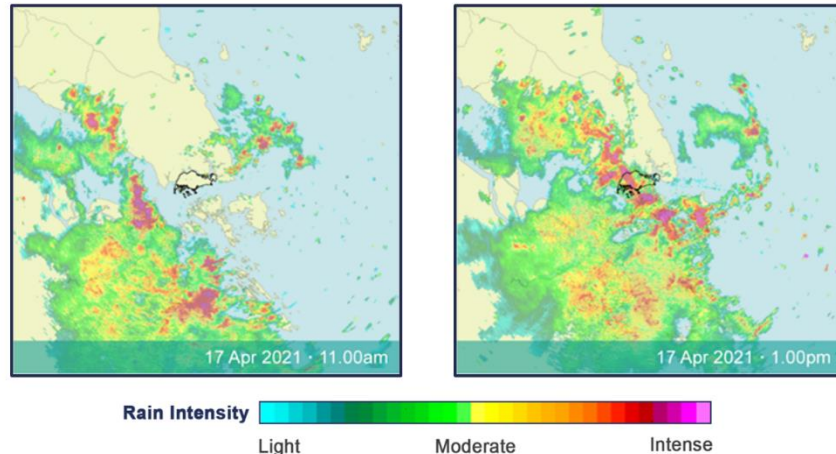 17 Apr 2021 · 11.00am
17 Apr 2021 · 1.00pm
Rain Intensity
Light Moderate Intense